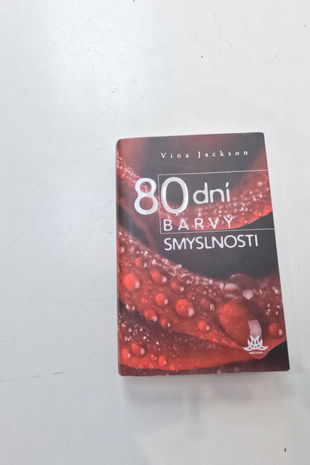 Vina Jackson
80 dní
BARVY
SMYSLNOSTI